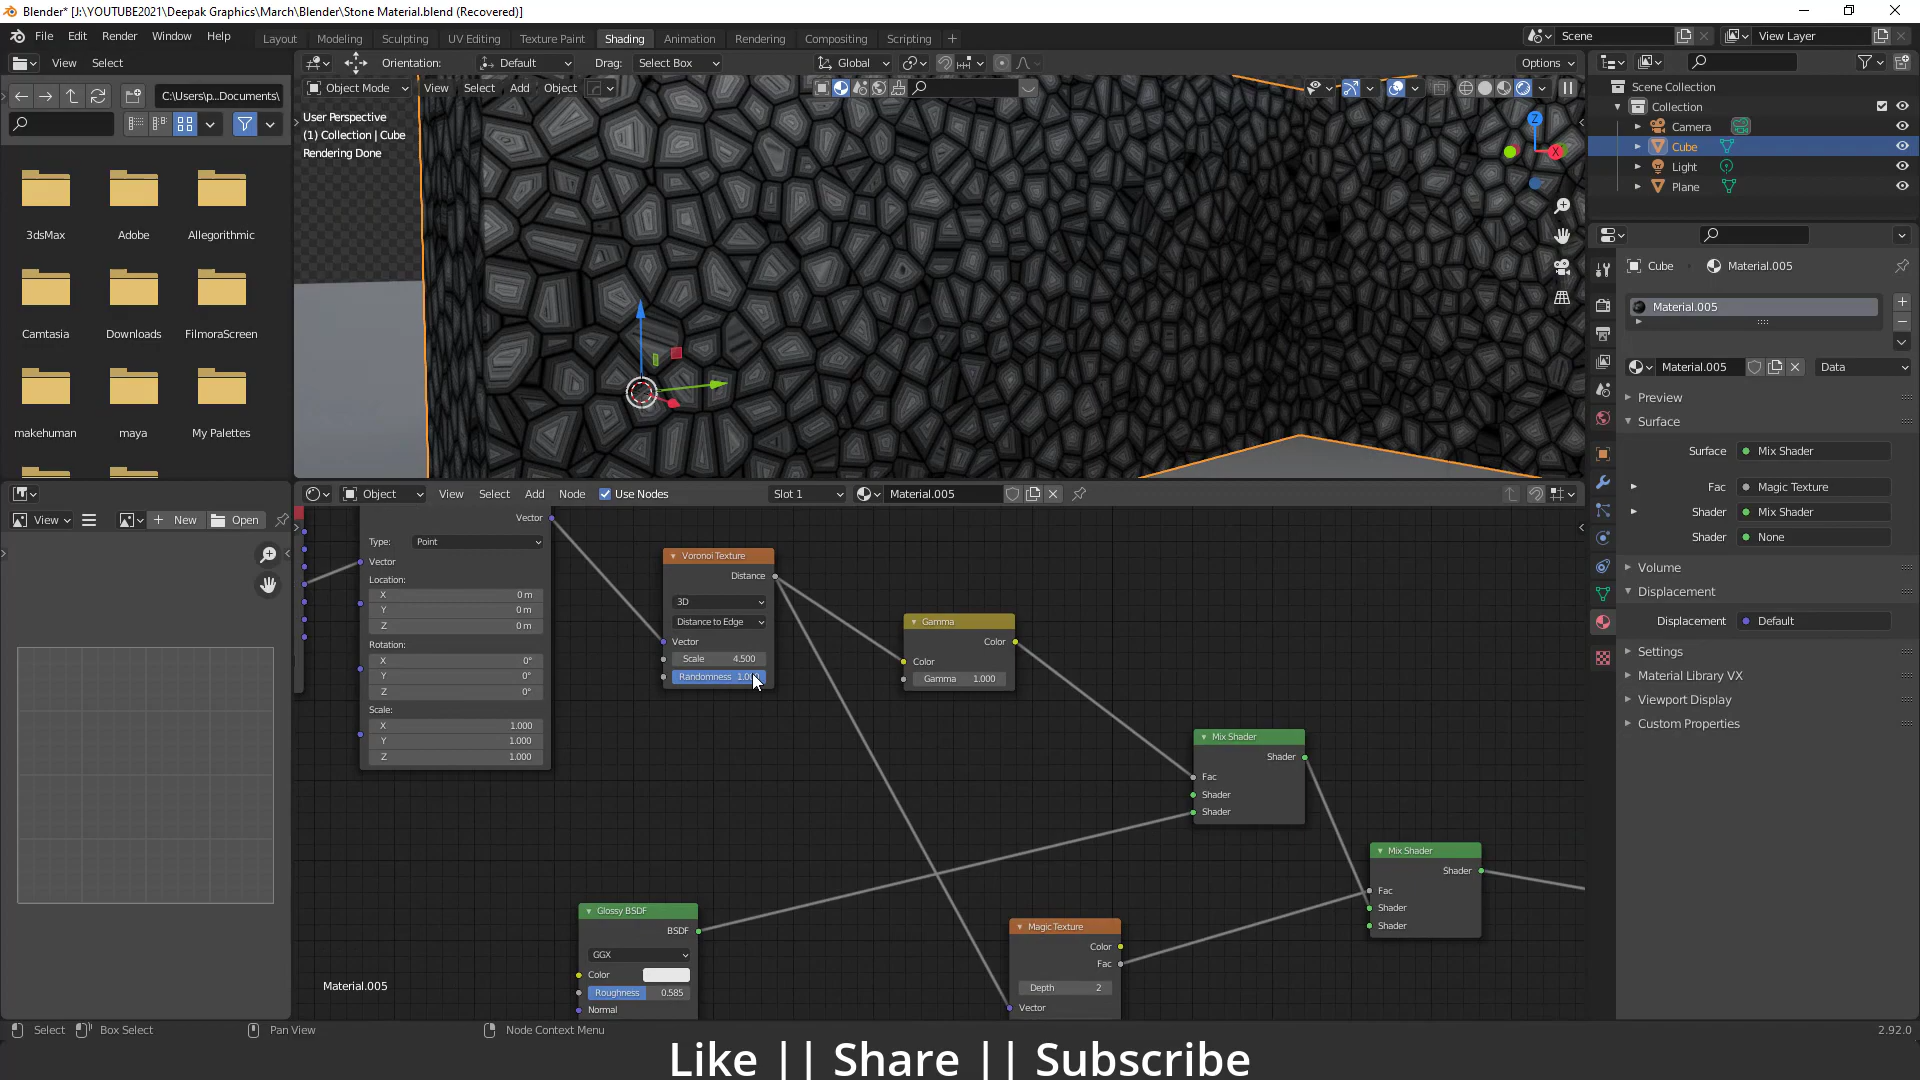 Blender* [J:\YOUTUBE2021\Deepak Graphics\March\Blender\Stone Material.blend (Recovered)]
File Edit Render Window Help Layout Modeling Sculpting UV Editing Texture Paint Shading Animation Rendering Compositing Scripting + Scene View Layer
View Select Orientation: Default Drag: Select Box Global Options
C:\Users\p...Documents\ Object Mode View Select Add Object
Scene Collection
Collection
Camera
Cube
Light
Plane
User Perspective
(1) Collection | Cube
Rendering Done
Z
X
3dsMax Adobe Allegorithmic
Camtasia Downloads FilmoraScreen
makehuman maya My Palettes
Cube Material.005
Material.005
Material.005 Data
Preview
Surface
Surface Mix Shader
Fac Magic Texture
Shader Mix Shader
Shader None
Volume
Displacement
Displacement Default
Settings
Material Library VX
Viewport Display
Custom Properties
Object View Select Add Node Use Nodes Slot 1 Material.005
View New Open
Vector
Type: Point
Vector
Location:
X 0 m
Y 0 m
Z 0 m
Rotation:
X 0°
Y 0°
Z 0°
Scale:
X 1.000
Y 1.000
Z 1.000
Voronoi Texture
Distance
3D
Distance to Edge
Vector
Scale 4.500
Randomness
Gamma
Color
Color
Gamma 1.000
Mix Shader
Shader
Fac
Shader
Shader
Mix Shader
Shader
Fac
Shader
Shader
Glossy BSDF
BSDF
GGX
Color
Roughness 0.585
Normal
Magic Texture
Color
Fac
Depth 2
Vector
Material.005
Select Box Select Pan View Node Context Menu 2.92.0
Like || Share || Subscribe